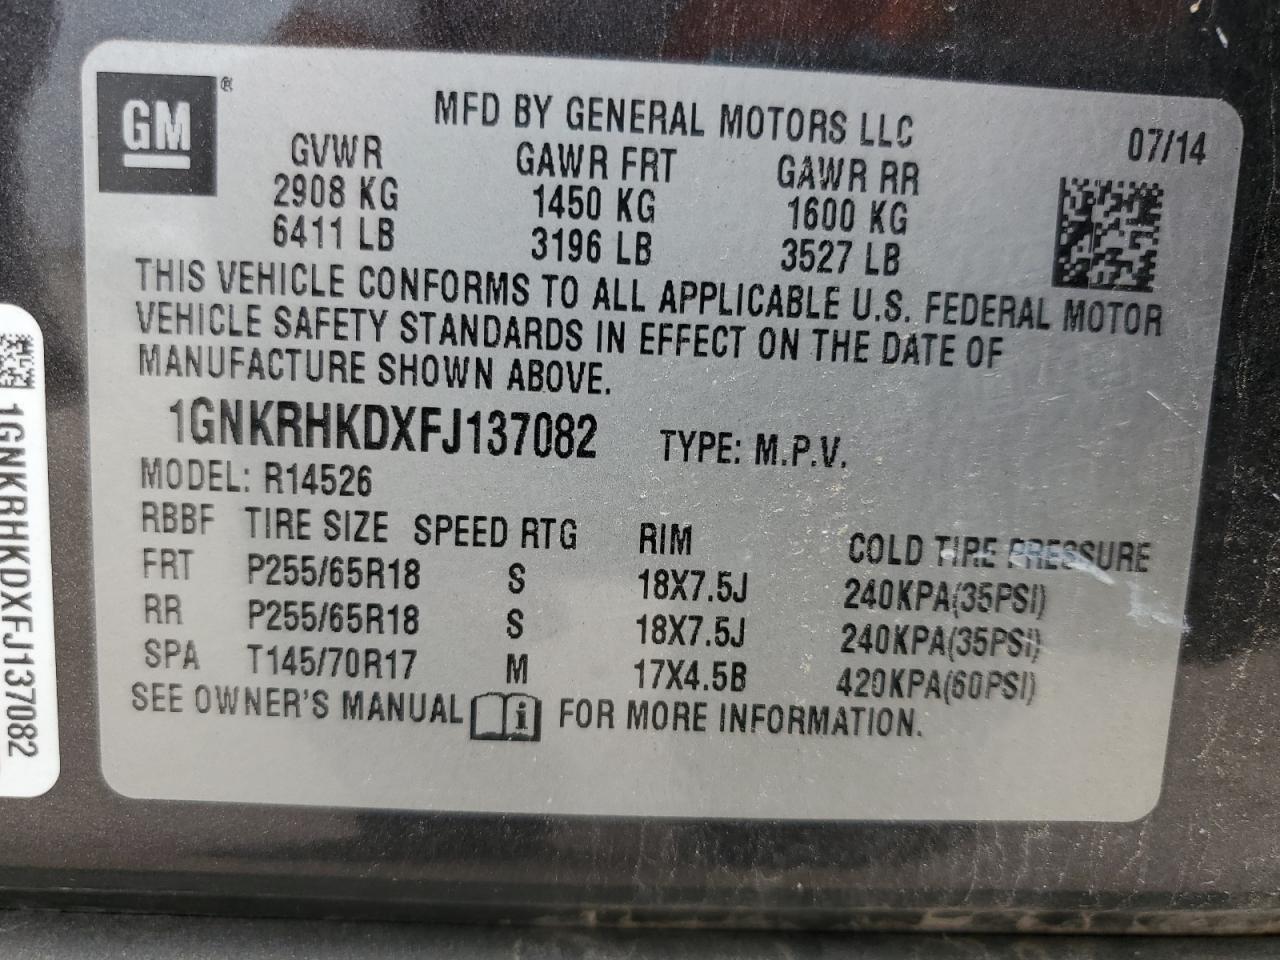 GM ®
MFD BY GENERAL MOTORS LLC 07/14
GVWR GAWR FRT GAWR RR
2908 KG 1450 KG 1600 KG
6411 LB 3196 LB 3527 LB
THIS VEHICLE CONFORMS TO ALL APPLICABLE U.S. FEDERAL MOTOR
VEHICLE SAFETY STANDARDS IN EFFECT ON THE DATE OF
MANUFACTURE SHOWN ABOVE.
1GNKRHKDXFJ137082 TYPE: M.P.V.
MODEL: R14526
RBBF TIRE SIZE SPEED RTG RIM COLD TIRE PRESSURE
FRT P255/65R18 S 18X7.5J 240KPA(35PSI)
RR P255/65R18 S 18X7.5J 240KPA(35PSI)
SPA T145/70R17 M 17X4.5B 420KPA(60PSI)
SEE OWNER'S MANUAL i FOR MORE INFORMATION.
1GNKRHKDXFJ137082